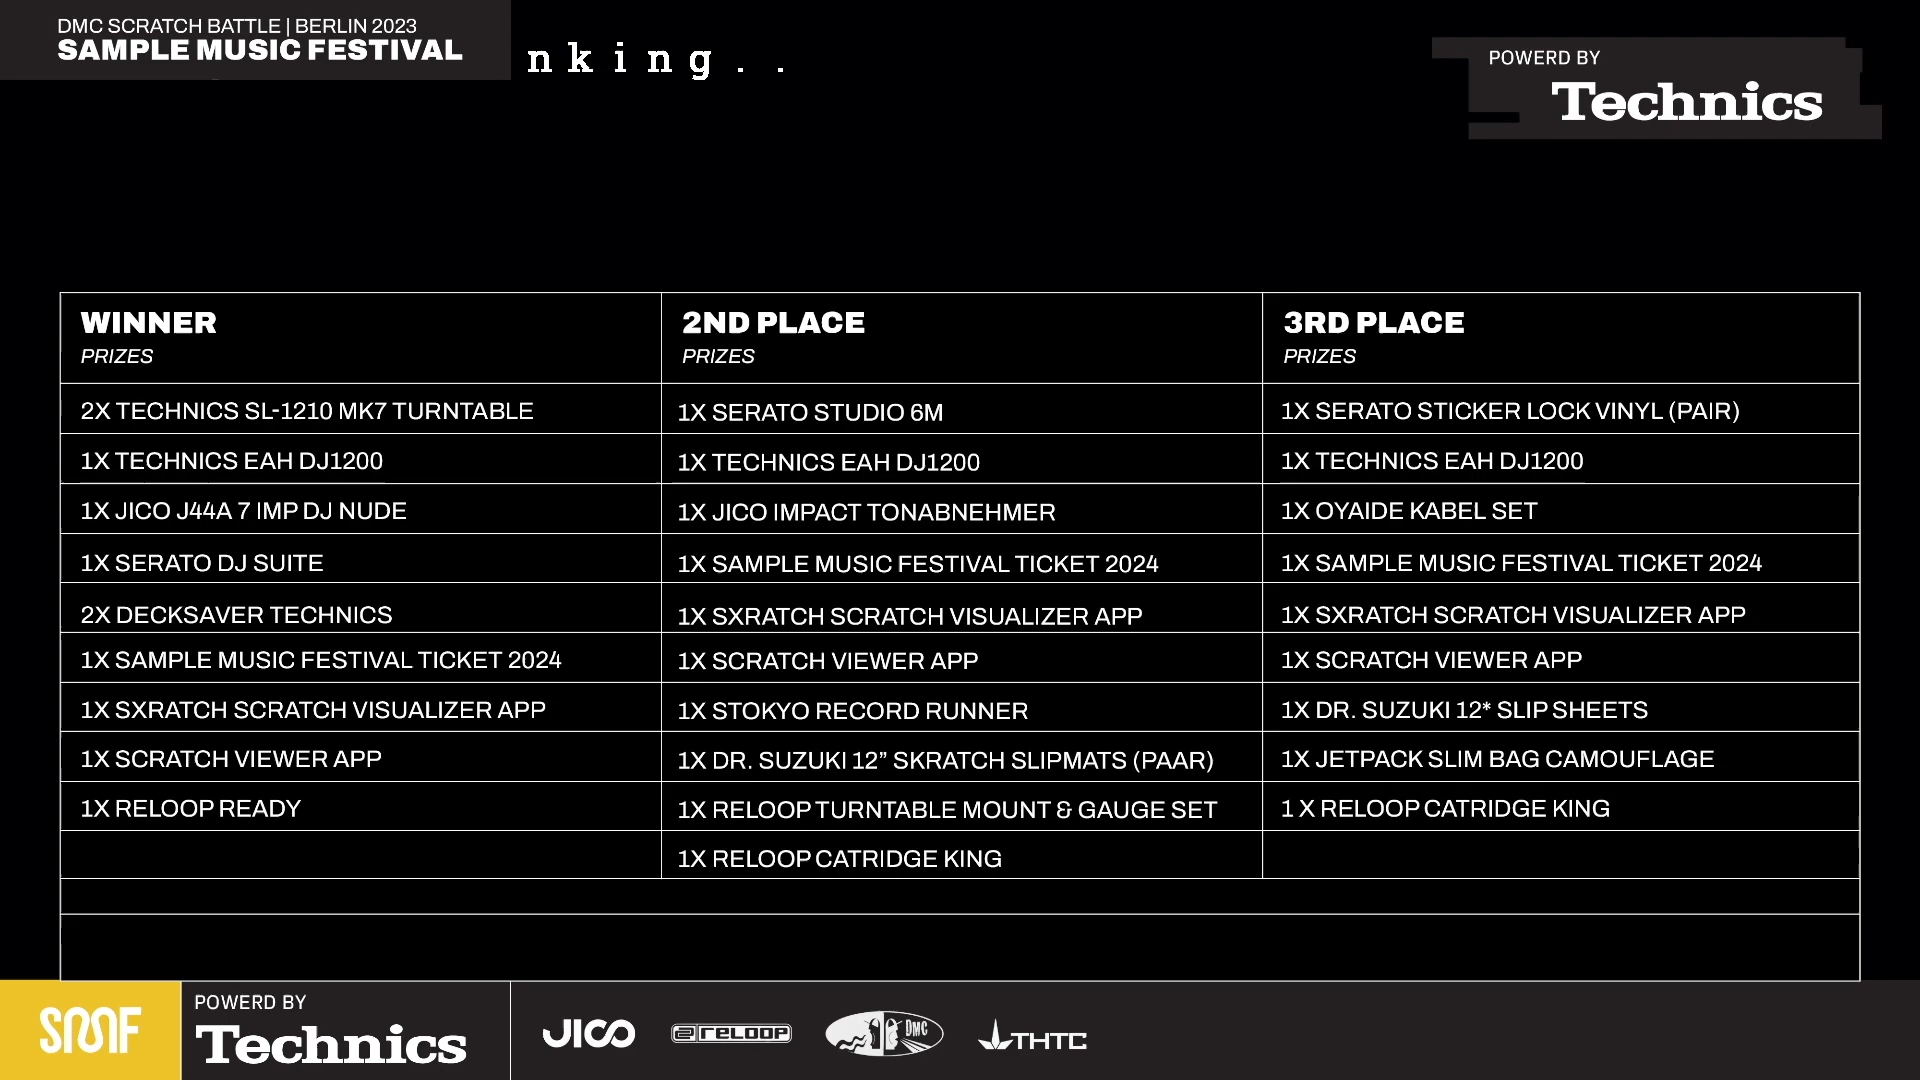 DMC SCRATCH BATTLE | BERLIN 2023
SAMPLE MUSIC FESTIVAL
nking..
POWERD BY
Technics
WINNER
PRIZES
2X TECHNICS SL-1210 MK7 TURNTABLE
1X TECHNICS EAH DJ1200
1X JICO J44A 7 IMP DJ NUDE
1X SERATO DJ SUITE
2X DECKSAVER TECHNICS
1X SAMPLE MUSIC FESTIVAL TICKET 2024
1X SXRATCH SCRATCH VISUALIZER APP
1X SCRATCH VIEWER APP
1X RELOOP READY
2ND PLACE
PRIZES
1X SERATO STUDIO 6M
1X TECHNICS EAH DJ1200
1X JICO IMPACT TONABNEHMER
1X SAMPLE MUSIC FESTIVAL TICKET 2024
1X SXRATCH SCRATCH VISUALIZER APP
1X SCRATCH VIEWER APP
1X STOKYO RECORD RUNNER
1X DR. SUZUKI 12” SKRATCH SLIPMATS (PAAR)
1X RELOOP TURNTABLE MOUNT & GAUGE SET
1X RELOOP CATRIDGE KING
3RD PLACE
PRIZES
1X SERATO STICKER LOCK VINYL (PAIR)
1X TECHNICS EAH DJ1200
1X OYAIDE KABEL SET
1X SAMPLE MUSIC FESTIVAL TICKET 2024
1X SXRATCH SCRATCH VISUALIZER APP
1X SCRATCH VIEWER APP
1X DR. SUZUKI 12* SLIP SHEETS
1X JETPACK SLIM BAG CAMOUFLAGE
1 X RELOOP CATRIDGE KING
SMF
POWERD BY
Technics
JICO
RELOOP
DMC
THTC